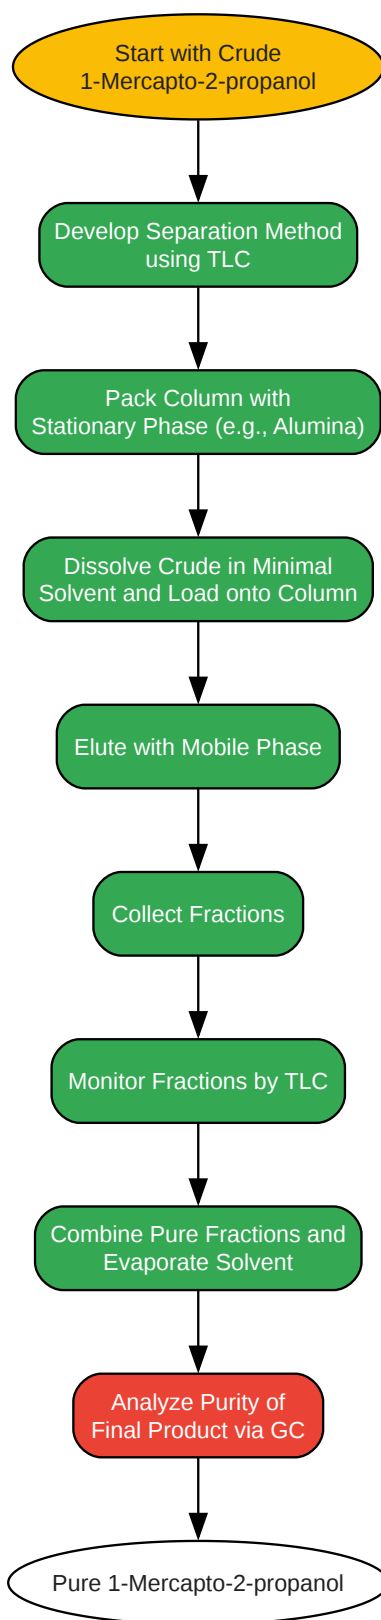 Start with Crude
1-Mercapto-2-propanol
Develop Separation Method
using TLC
Pack Column with
Stationary Phase (e.g., Alumina)
Dissolve Crude in Minimal
Solvent and Load onto Column
Elute with Mobile Phase
Collect Fractions
Monitor Fractions by TLC
Combine Pure Fractions and
Evaporate Solvent
Analyze Purity of
Final Product via GC
Pure 1-Mercapto-2-propanol